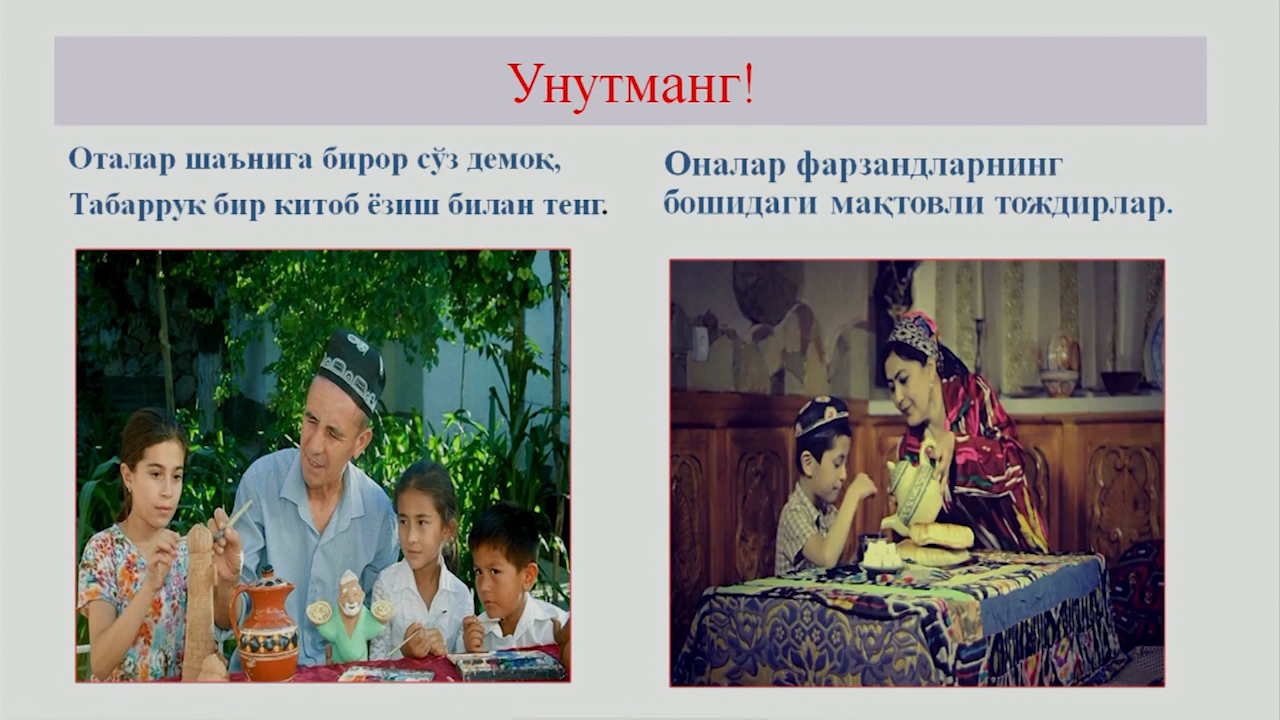 Унутманг!
Оталар шаънига бирор сўз демоқ,
Табаррук бир китоб ёзиш билан тенг.
Оналар фарзандларнинг
бошидаги мақтовли тождирлар.